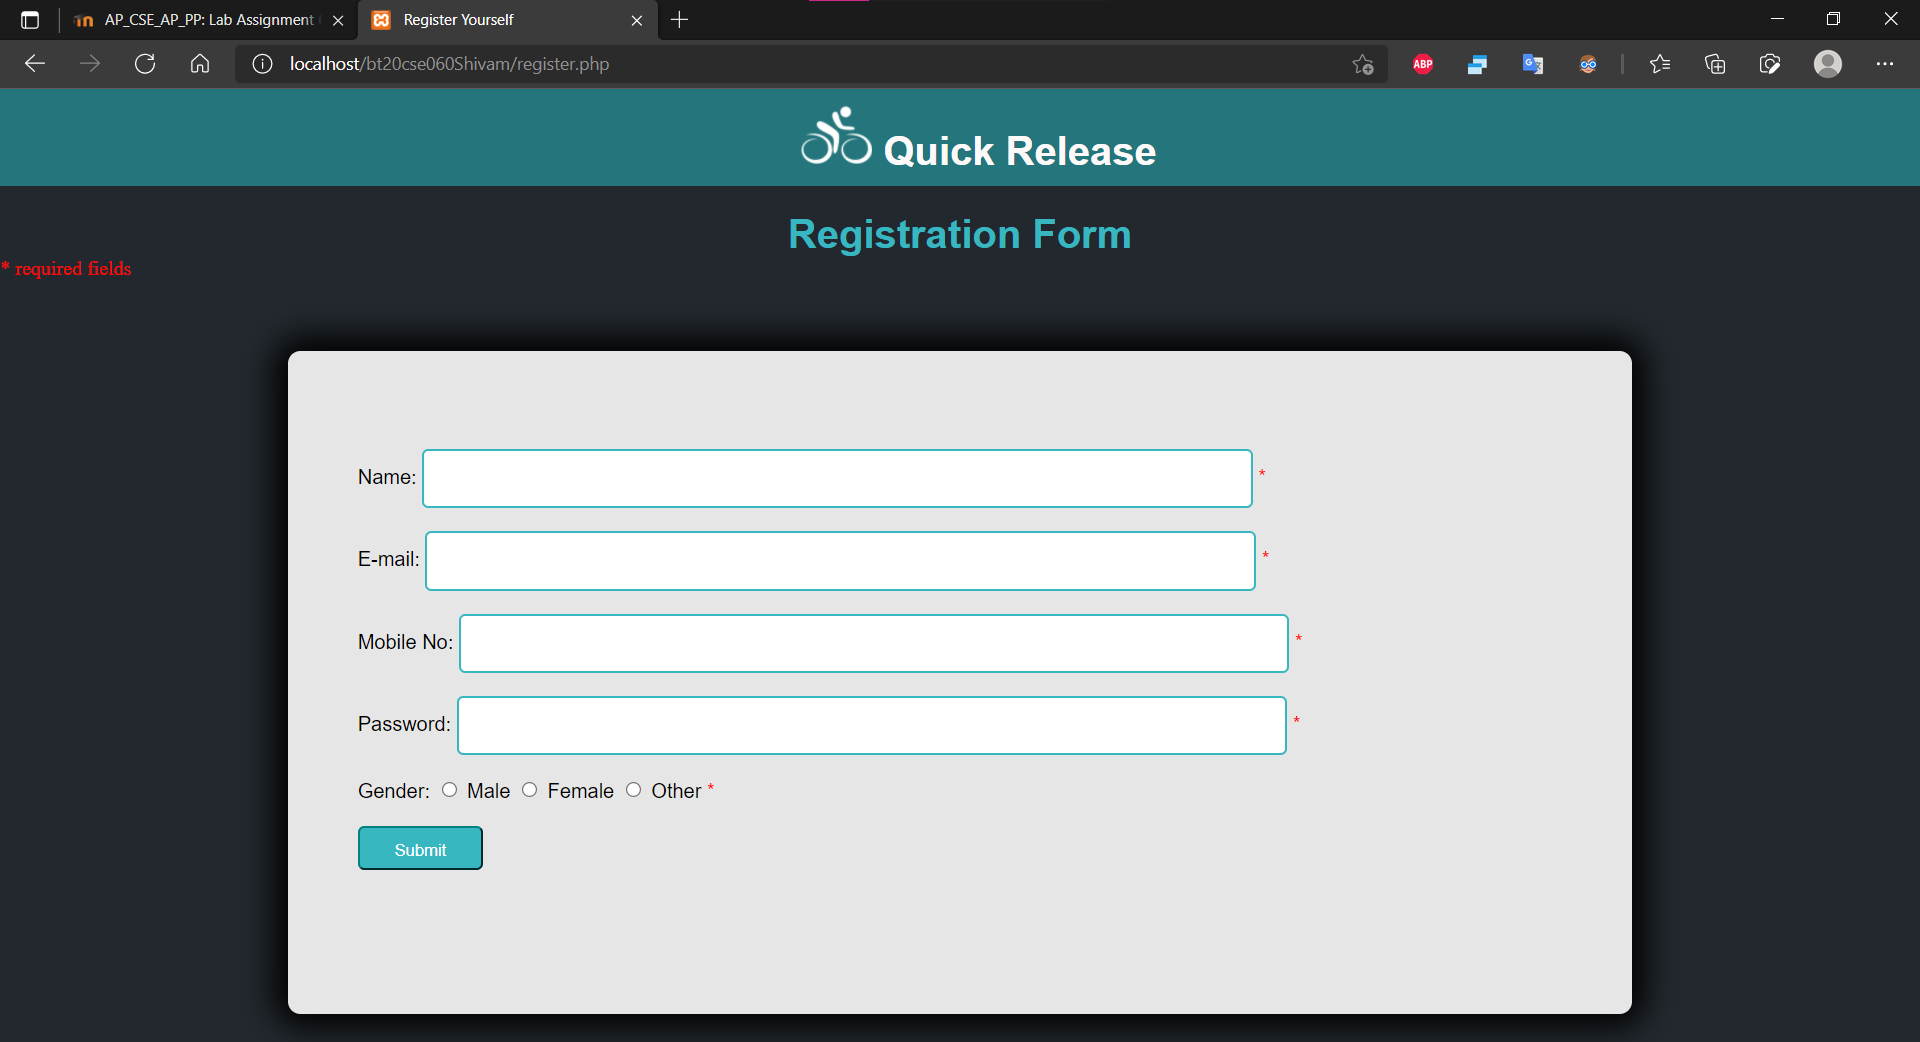 AP_CSE_AP_PP: Lab Assignment
Register Yourself
localhost/bt20cse060Shivam/register.php
ABP
Quick Release
Registration Form
* required fields
Name: *
E-mail: *
Mobile No: *
Password: *
Gender: Male Female Other *
Submit